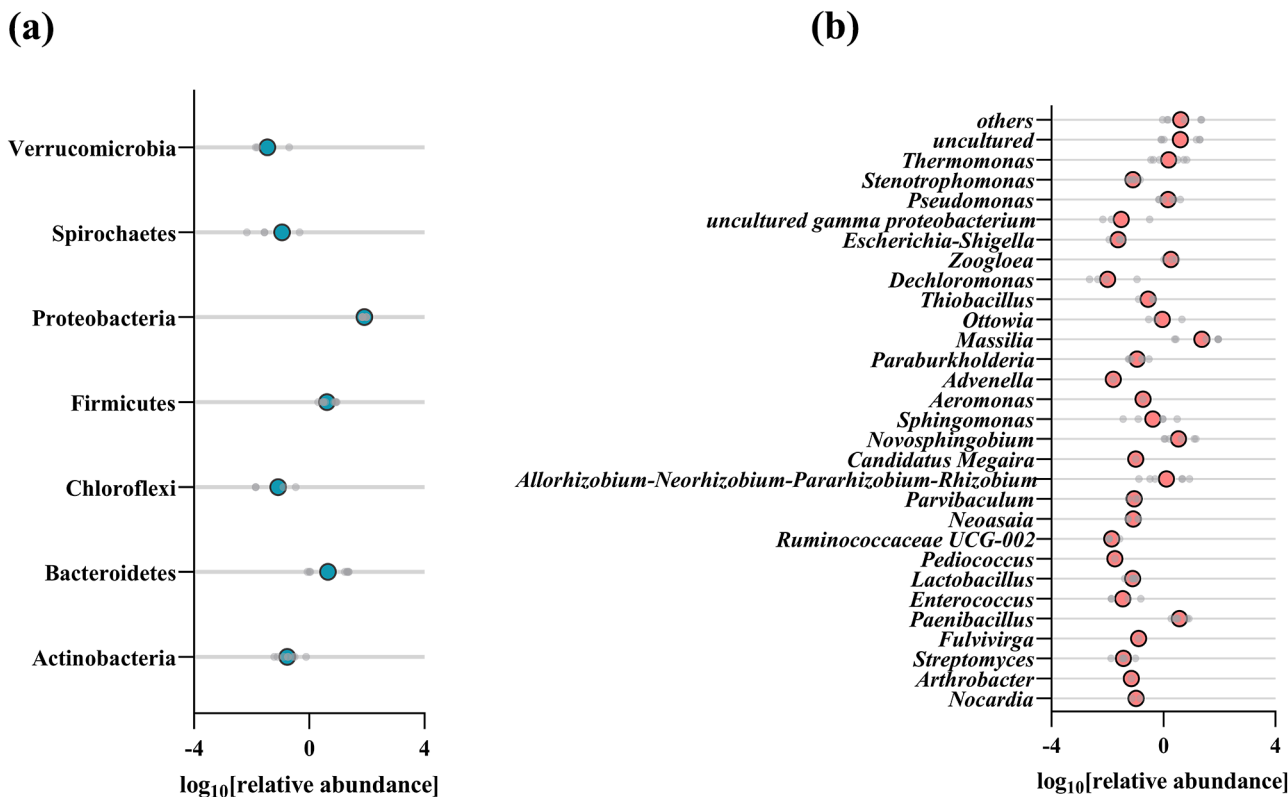 (a)
Verrucomicrobia
Spirochaetes
Proteobacteria
Firmicutes
Chloroflexi
Bacteroidetes
Actinobacteria
-4 0 4
log10[relative abundance]
(b)
others
uncultured
Thermomonas
Stenotrophomonas
Pseudomonas
uncultured gamma proteobacterium
Escherichia-Shigella
Zoogloea
Dechloromonas
Thiobacillus
Ottowia
Massilia
Paraburkholderia
Advenella
Aeromonas
Sphingomonas
Novosphingobium
Candidatus Megaira
Allorhizobium-Neorhizobium-Pararhizobium-Rhizobium
Parvibaculum
Neoasaia
Ruminococcaceae UCG-002
Pediococcus
Lactobacillus
Enterococcus
Paenibacillus
Fulvivirga
Streptomyces
Arthrobacter
Nocardia
-4 0 4
log10[relative abundance]